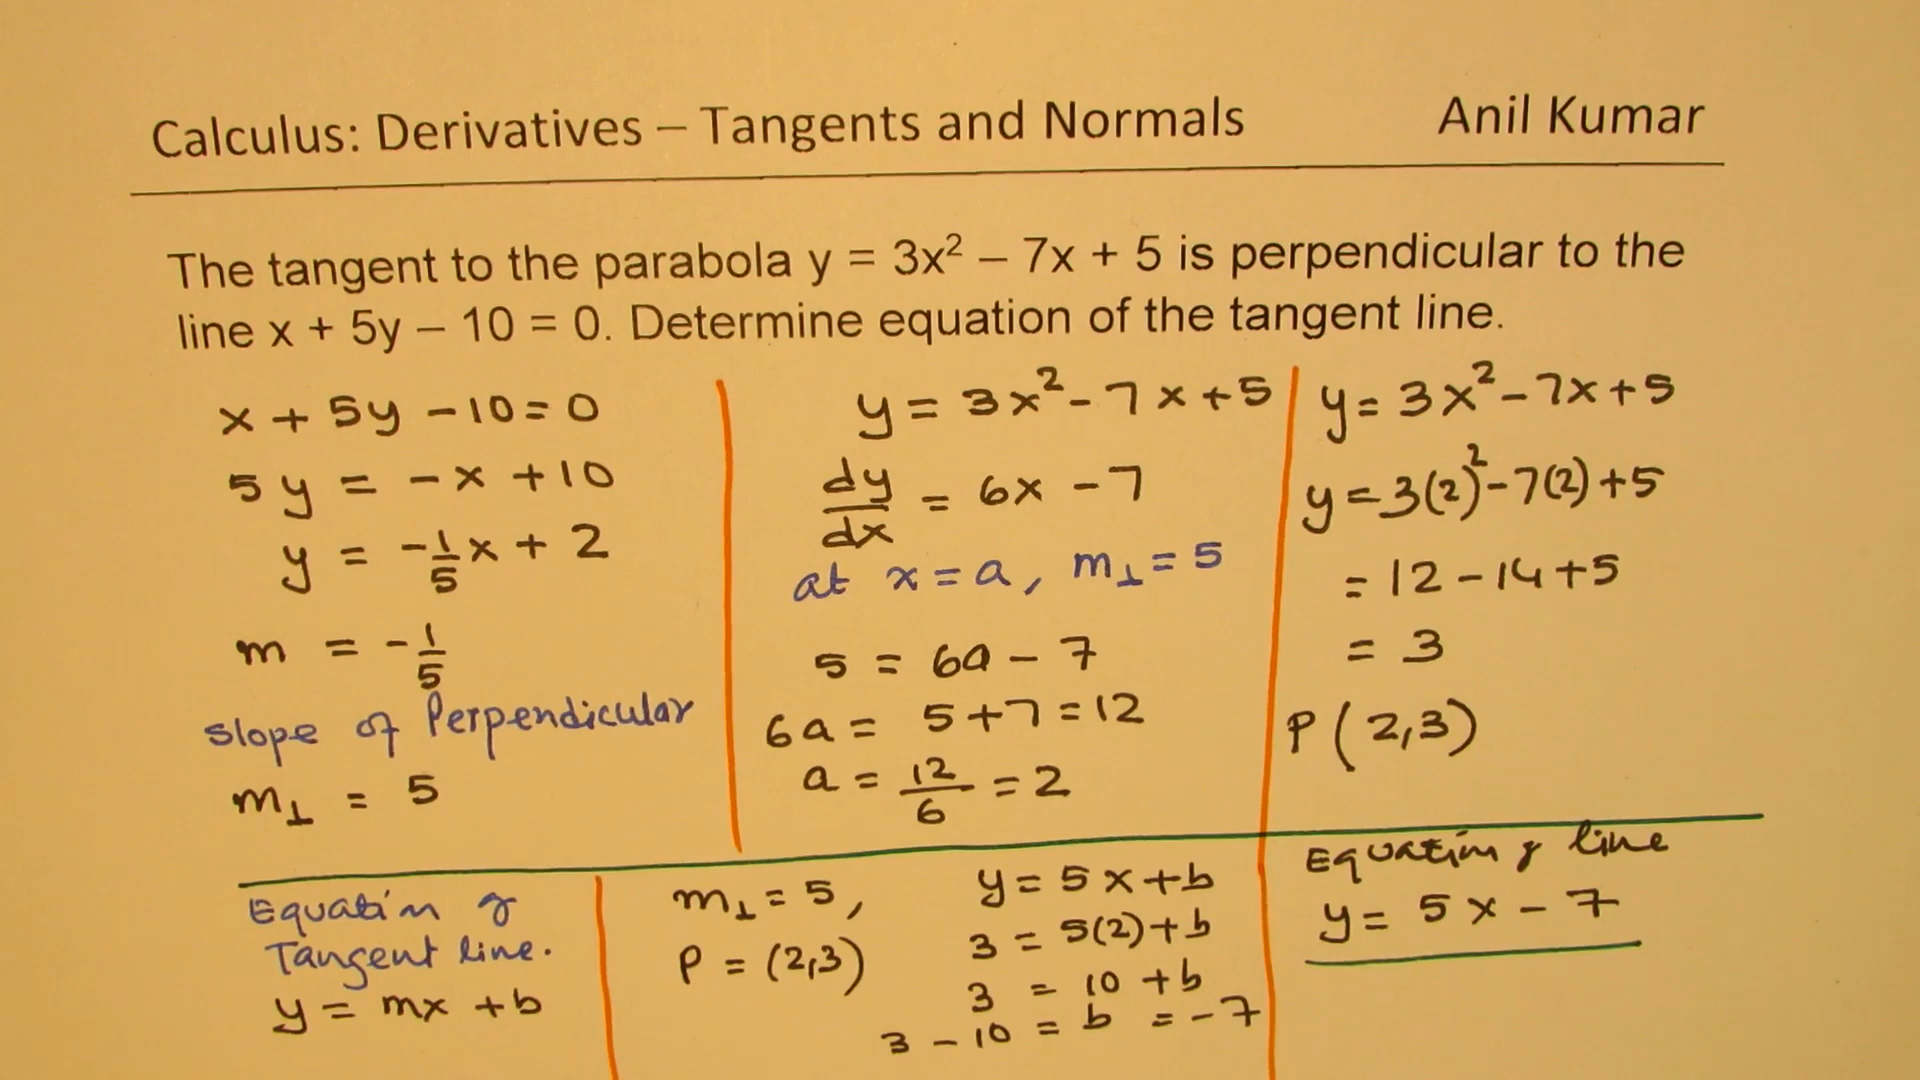 Calculus: Derivatives – Tangents and Normals Anil Kumar
The tangent to the parabola y = 3x² – 7x + 5 is perpendicular to the
line x + 5y – 10 = 0. Determine equation of the tangent line.
x + 5y - 10 = 0
5y = -x + 10
y = -1/5 x + 2
m = -1/5
slope of Perpendicular
m⊥ = 5
y = 3x² - 7x + 5
dy/dx = 6x - 7
at x = a, m⊥ = 5
5 = 6a - 7
6a = 5 + 7 = 12
a = 12/6 = 2
y = 3x² - 7x + 5
y = 3(2)² - 7(2) + 5
= 12 - 14 + 5
= 3
P(2,3)
Equation of
Tangent line.
y = mx + b
m⊥ = 5,
P = (2,3)
y = 5x + b
3 = 5(2) + b
3 = 10 + b
3 - 10 = b = -7
Equation of line
y = 5x - 7